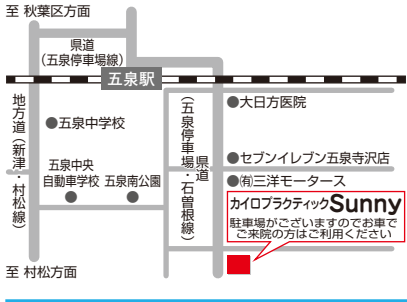 至 秋葉区方面
県道
（五泉停車場線）
五泉駅
地方道（新津・村松線）
（五泉停車場・石曽根線）
県道
●大日方医院
●五泉中学校
●セブンイレブン五泉寺沢店
五泉中央
自動車学校
五泉南公園
●㈲三洋モータース
カイロプラクティックSunny
駐車場がございますのでお車で
ご来院の方はご利用ください
至 村松方面